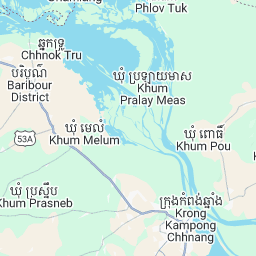 Chamlang
Phlov Tuk
ឆ្នុកទ្រូ
Chhnok Tru
បរិបូណ៌
Baribour
District
ឃុំ ប្រឡាយមាស
Khum
Pralay Meas
ឃុំ មេលំ
Khum Melum
ឃុំ ពោធិ៍
Khum Pou
53A
ឃុំ ប្រស្នឹប
Khum Prasneb
ក្រុងកំពង់ឆ្នាំង
Krong
Kampong
Chhnang